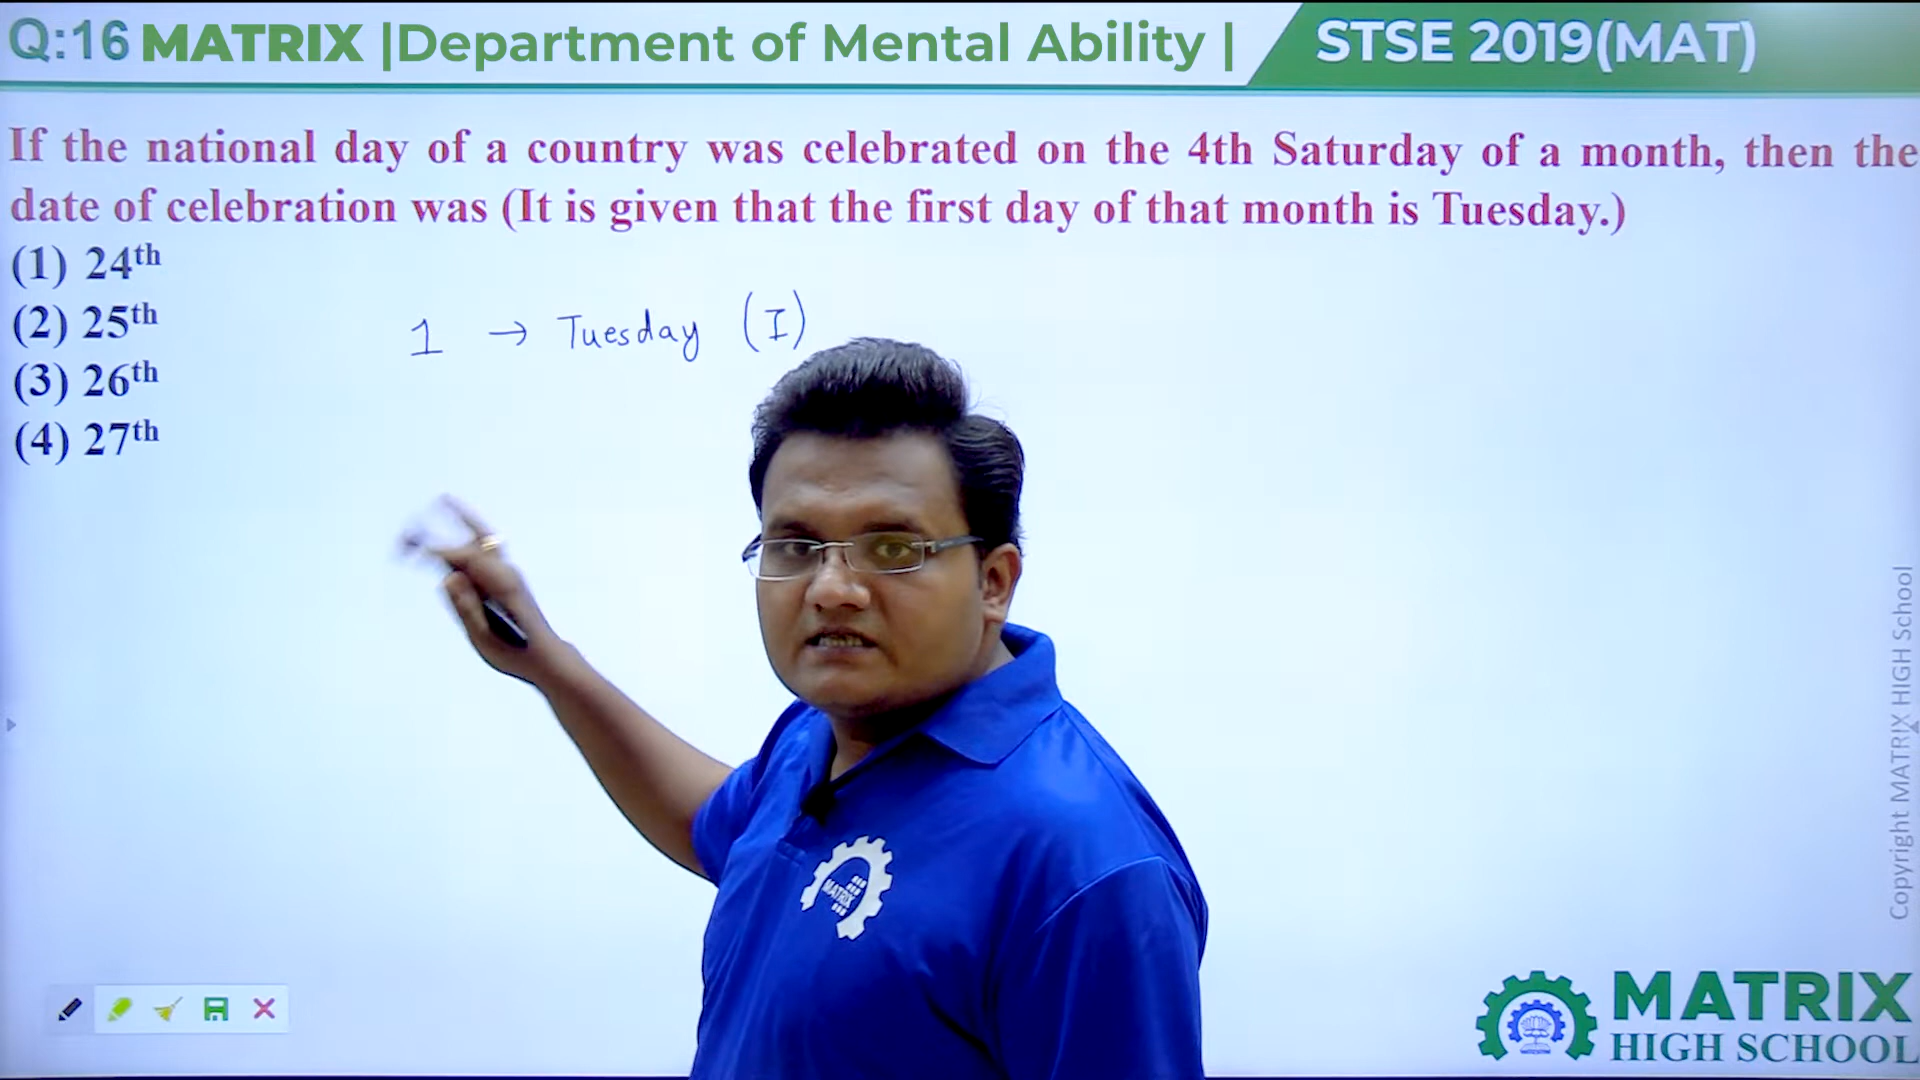 Q:16 MATRIX |Department of Mental Ability | STSE 2019(MAT)
If the national day of a country was celebrated on the 4th Saturday of a month, then the
date of celebration was (It is given that the first day of that month is Tuesday.)
(1) 24th
(2) 25th
(3) 26th
(4) 27th
1 → Tuesday (I)
MATRIX
Copyright MATRIX HIGH School
MATRIX
HIGH SCHOOL